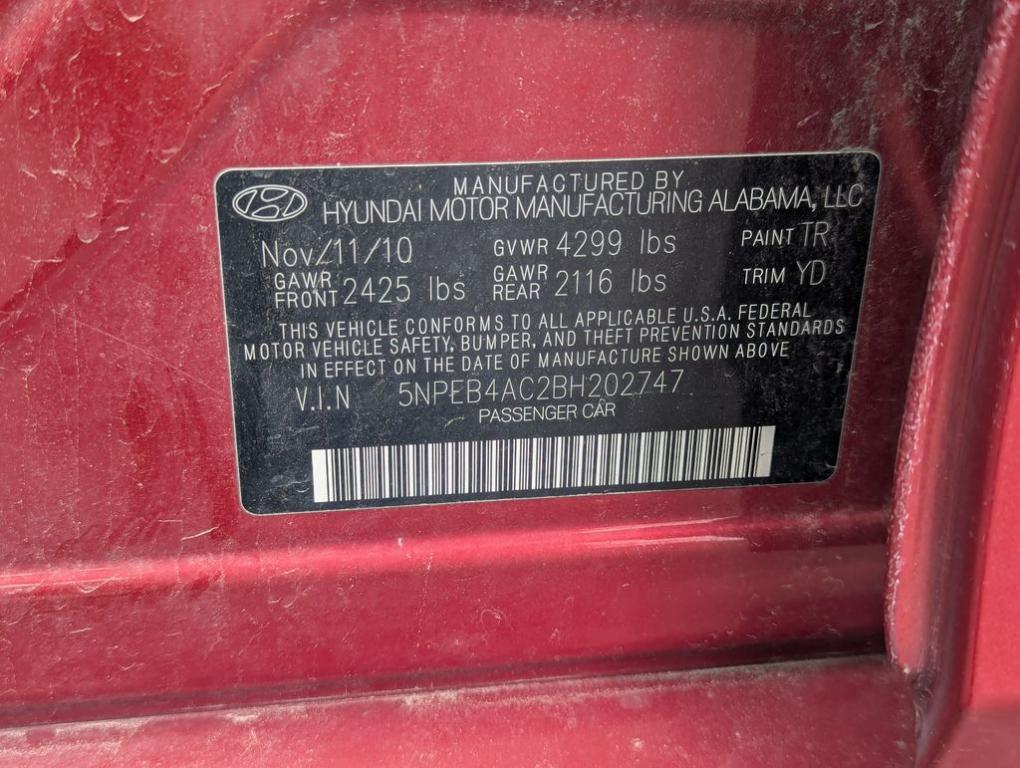 MANUFACTURED BY
HYUNDAI MOTOR MANUFACTURING ALABAMA, LLC
Nov/11/10 GVWR 4299 lbs PAINT TR
GAWR FRONT 2425 lbs GAWR REAR 2116 lbs TRIM YD
THIS VEHICLE CONFORMS TO ALL APPLICABLE U.S.A. FEDERAL
MOTOR VEHICLE SAFETY, BUMPER, AND THEFT PREVENTION STANDARDS
IN EFFECT ON THE DATE OF MANUFACTURE SHOWN ABOVE
V.I.N 5NPEB4AC2BH202747
PASSENGER CAR